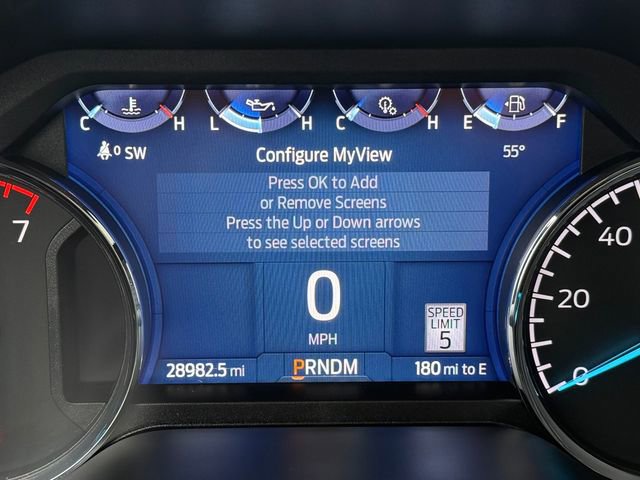 C H L H C H E F
0 SW
Configure MyView
55°
Press OK to Add
or Remove Screens
Press the Up or Down arrows
to see selected screens
7
40
20
0
0
MPH
SPEED
LIMIT
5
28982.5 mi
PRNDM
180 mi to E